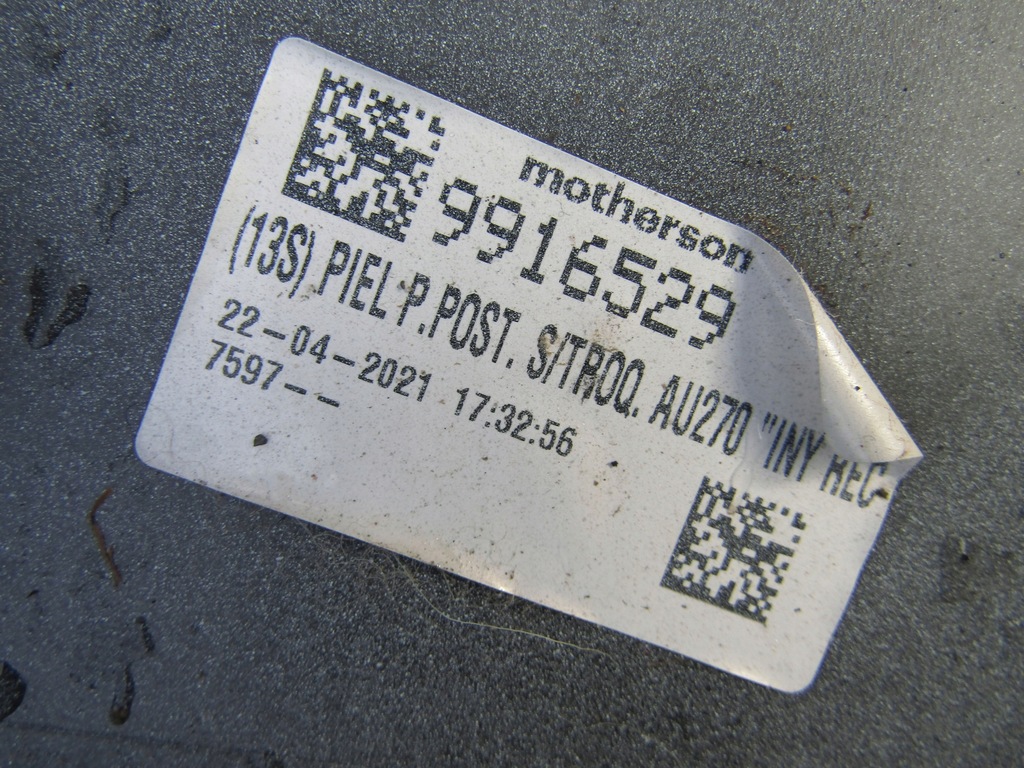 motherson
9916529
(13S) PIEL P.POST. S/TROQ. AU270 "INY REC-
22-04-2021 17:32:56
7597--